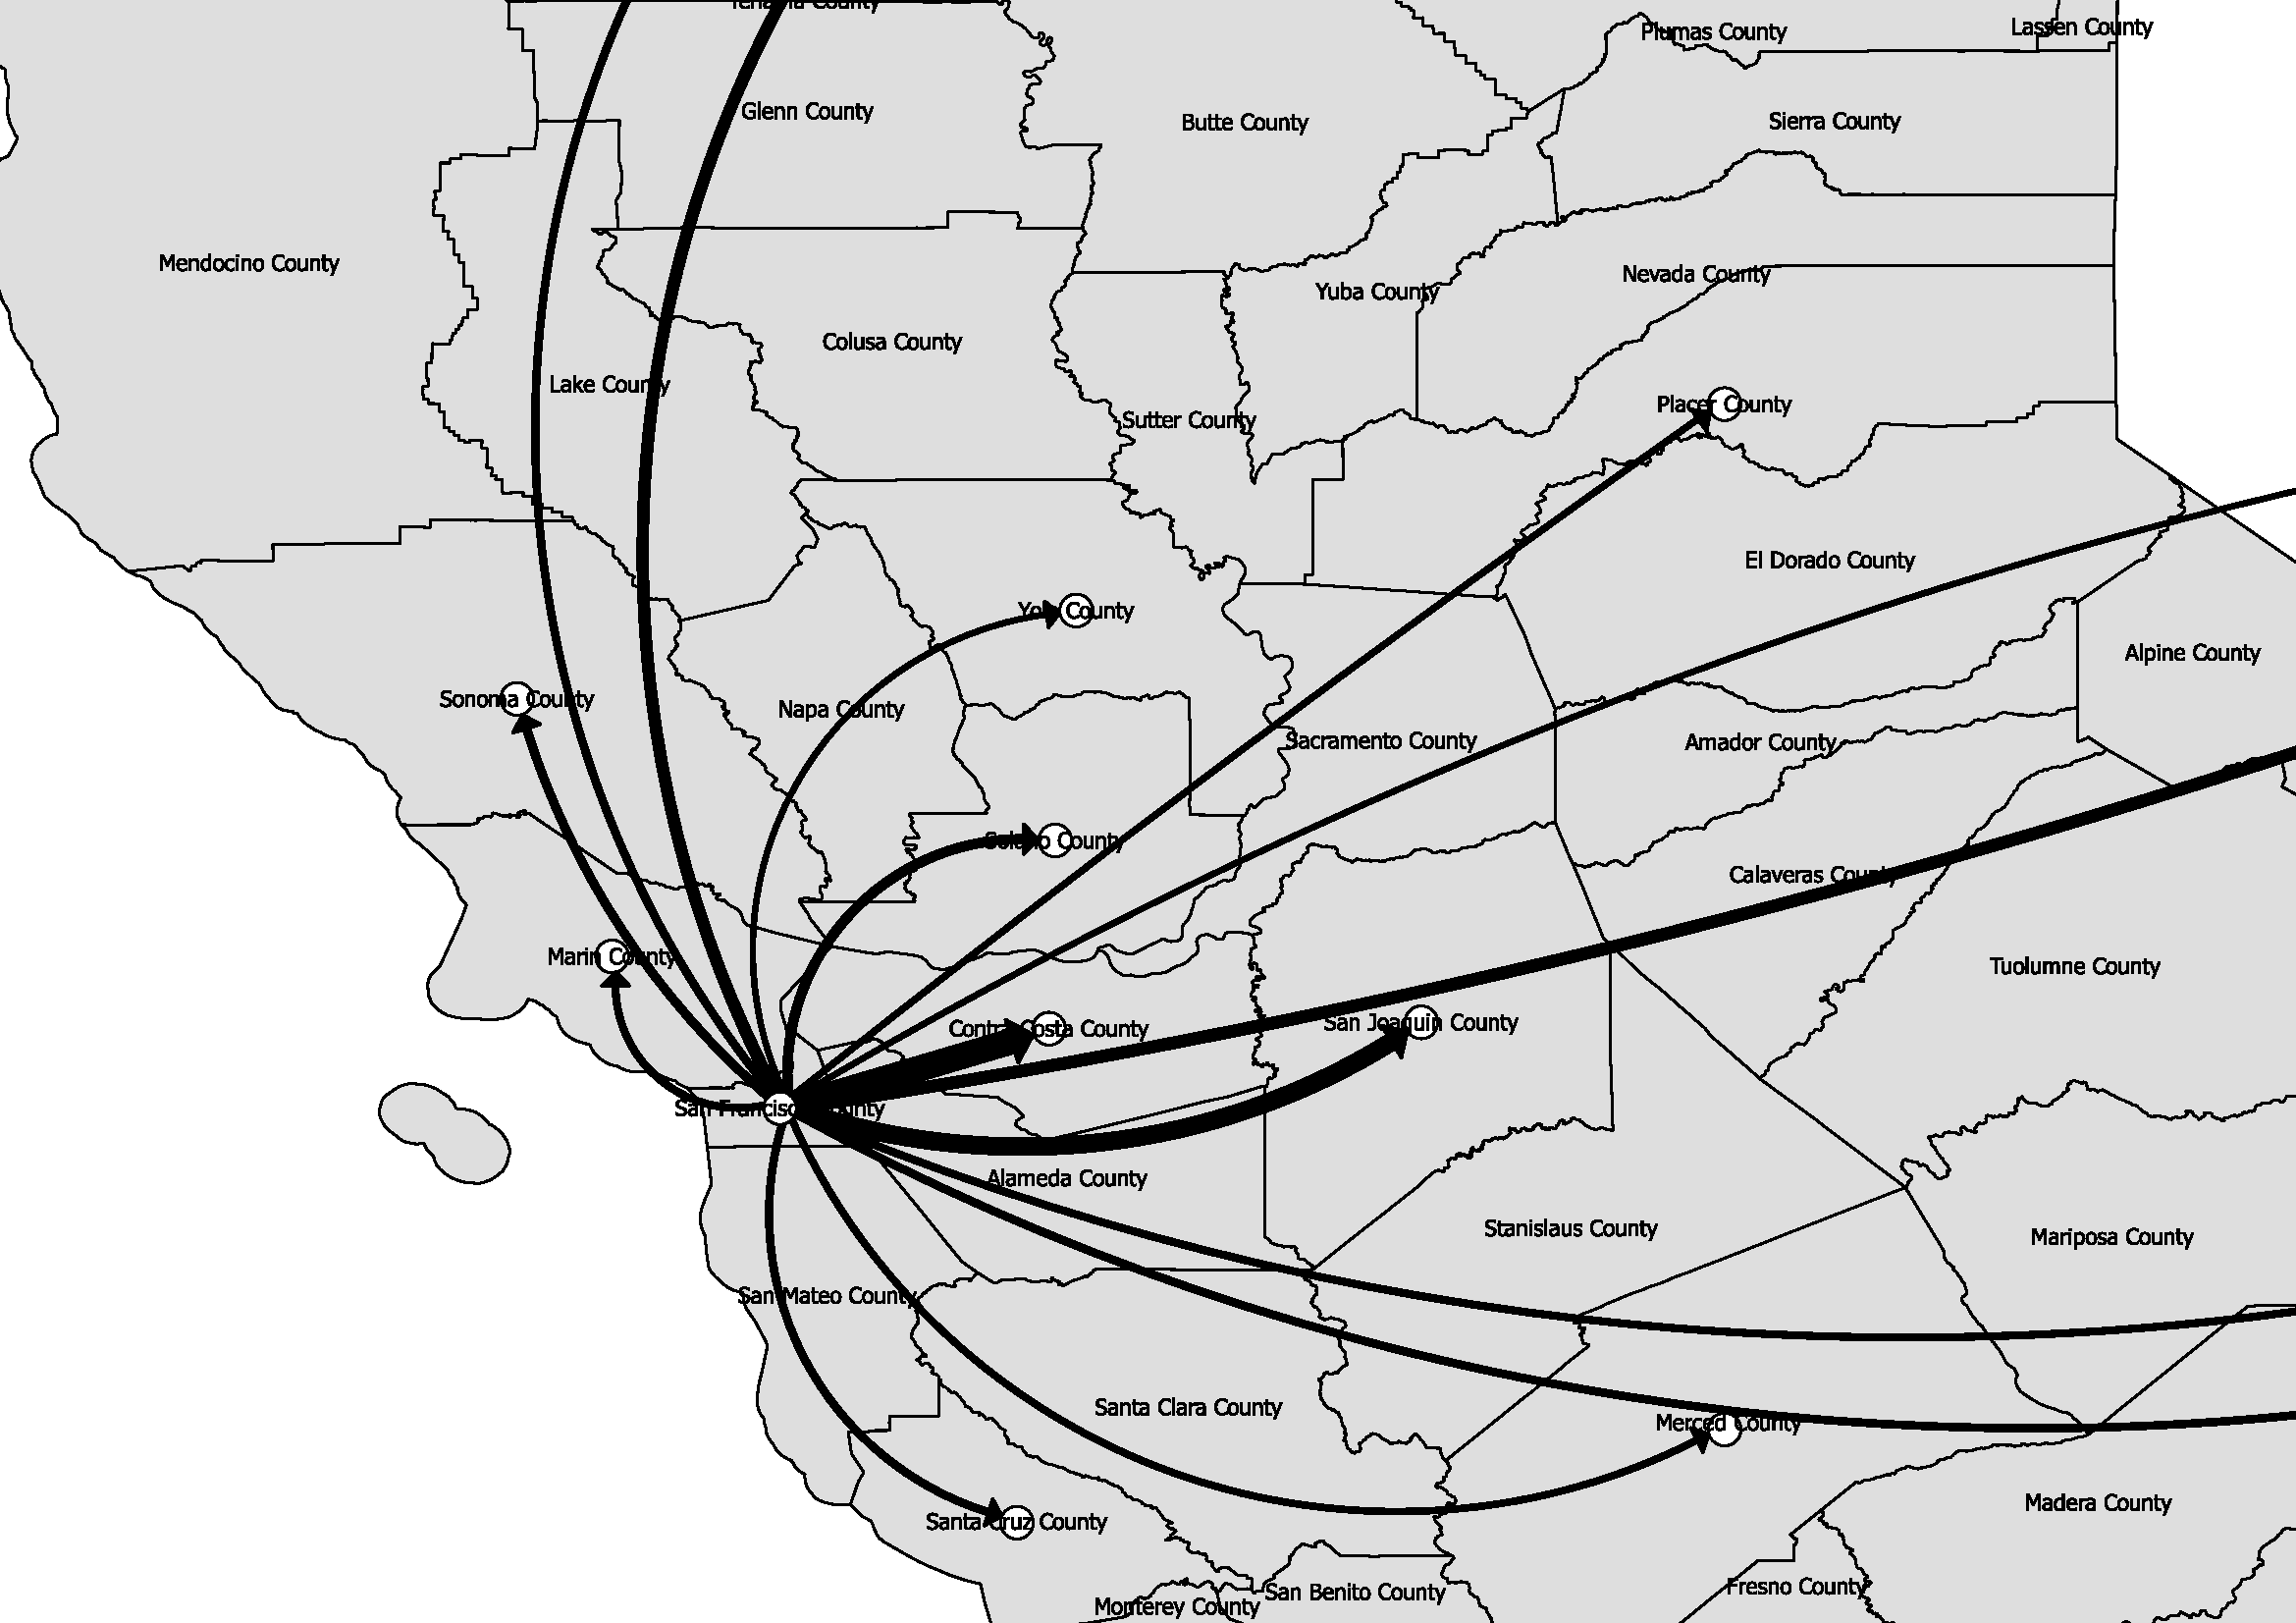 Tehama County
Plumas County
Lassen County
Glenn County
Butte County
Sierra County
Mendocino County
Nevada County
Yuba County
Colusa County
Lake County
Placer County
Sutter County
El Dorado County
Yolo County
Alpine County
Sonoma County
Napa County
Sacramento County
Amador County
Solano County
Calaveras County
Marin County
Tuolumne County
San Joaquin County
Contra Costa County
San Francisco County
Alameda County
Stanislaus County
Mariposa County
San Mateo County
Santa Clara County
Merced County
Madera County
Santa Cruz County
Fresno County
San Benito County
Monterey County